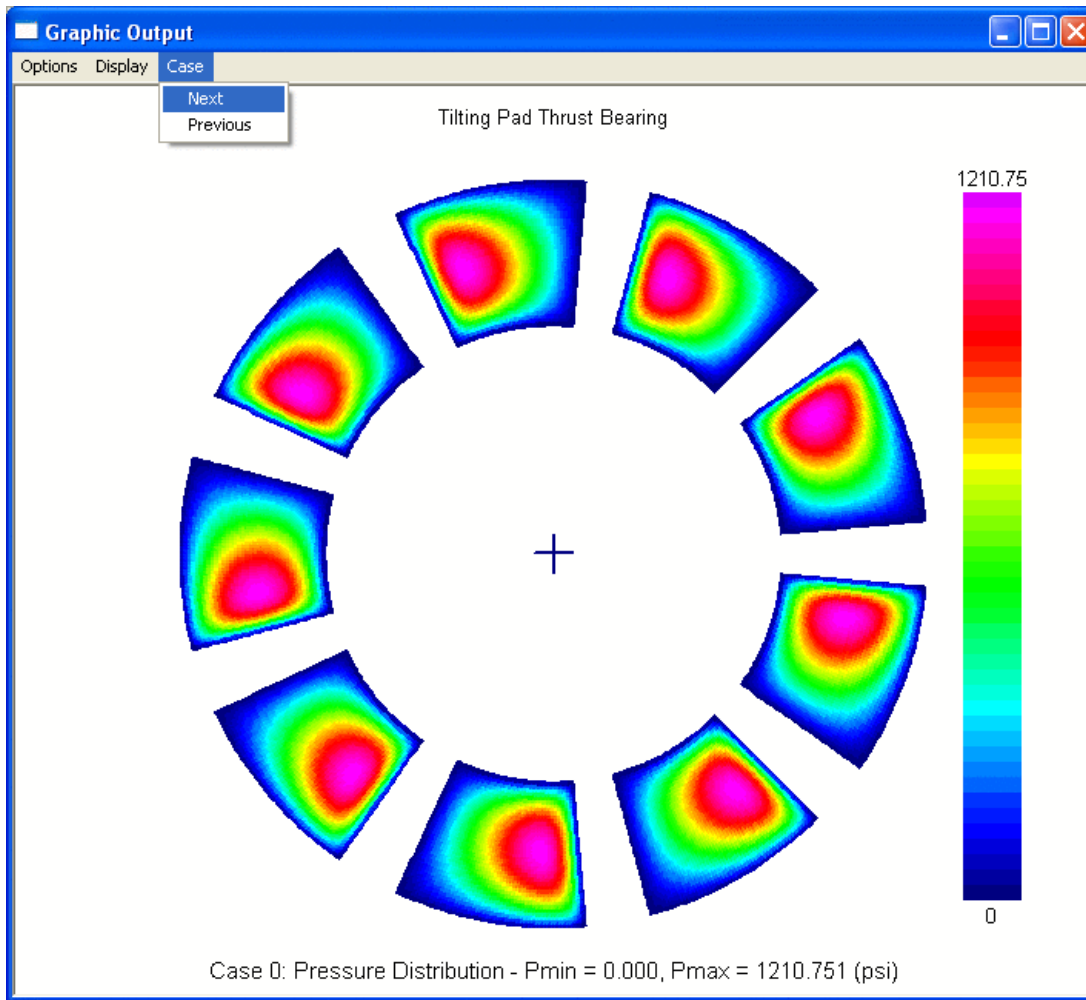 Graphic Output
Options Display Case
Next
Previous
Tilting Pad Thrust Bearing
1210.75
0
Case 0: Pressure Distribution - Pmin = 0.000, Pmax = 1210.751 (psi)